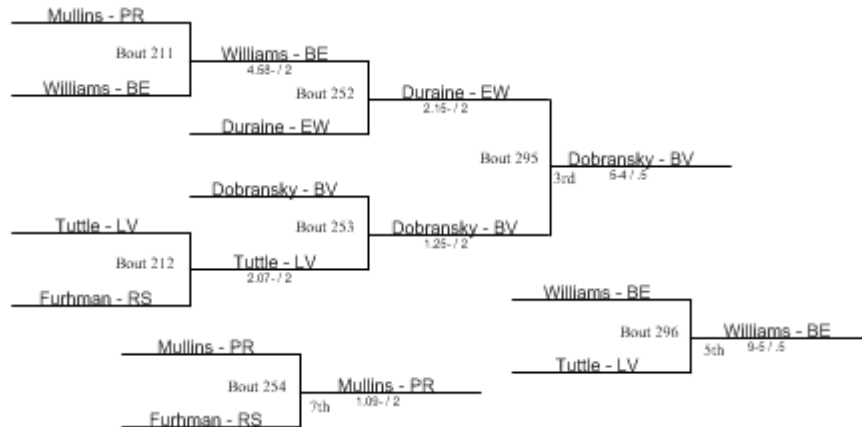 Mullins - PR
Bout 211
Williams - BE
4.58- / 2
Williams - BE
Bout 252
Duraine - EW
2.15- / 2
Duraine - EW
Bout 295
Dobransky - BV
3rd
5-4 / .5
Dobransky - BV
Tuttle - LV
Bout 253
Dobransky - BV
1.25- / 2
Bout 212
Tuttle - LV
2.07- / 2
Furhman - RS
Williams - BE
Bout 296
Williams - BE
5th
9-5 / .5
Tuttle - LV
Mullins - PR
Bout 254
Mullins - PR
7th
1.09- / 2
Furhman - RS